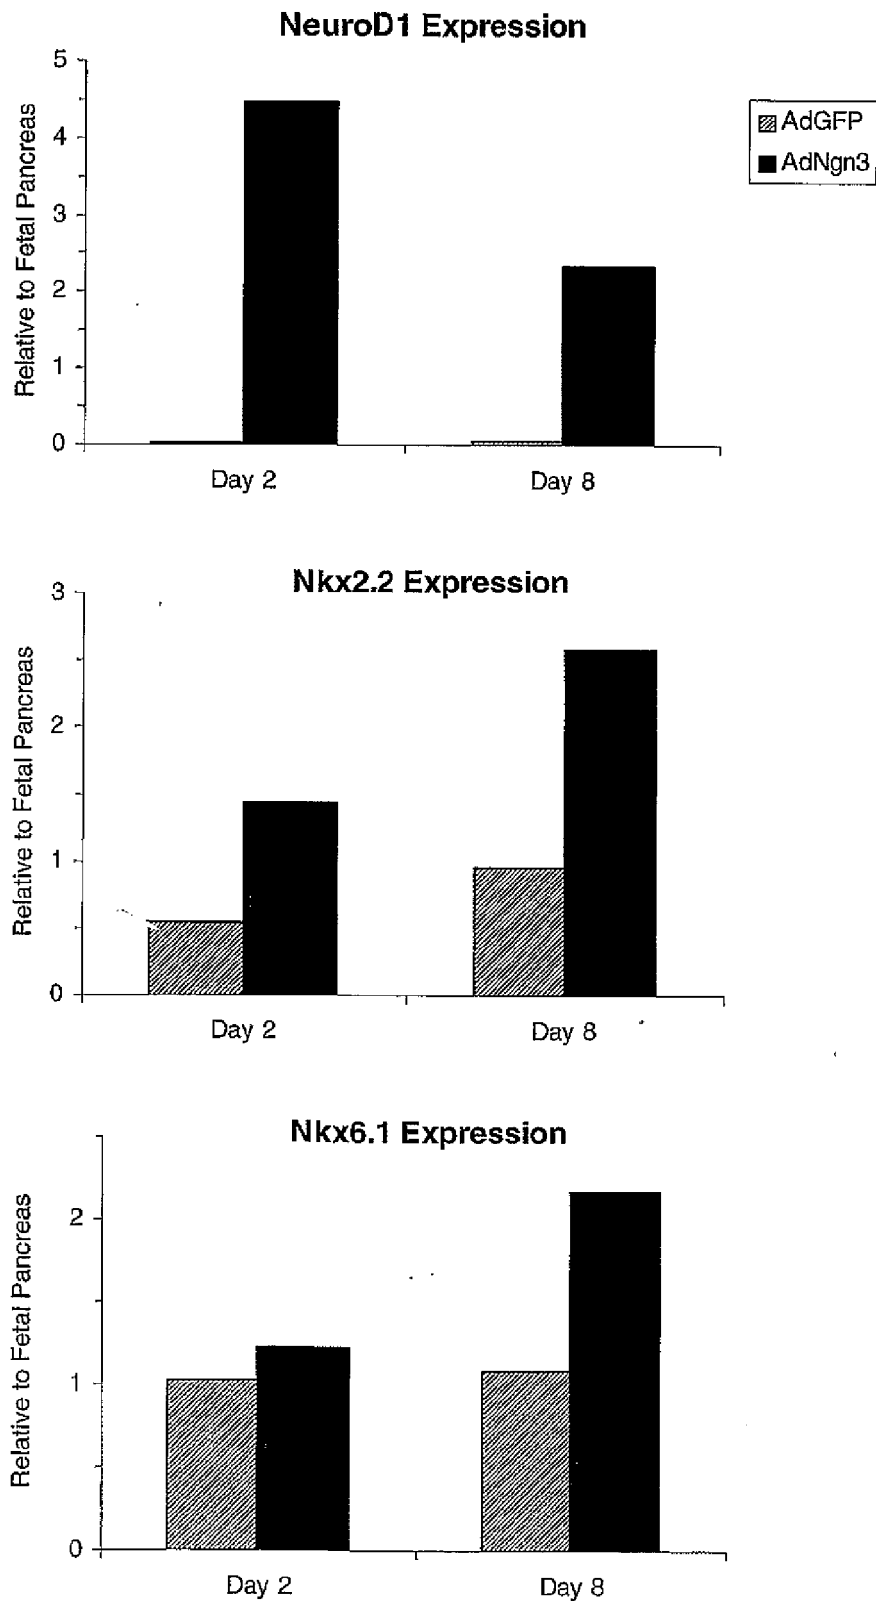 NeuroD1 Expression
Relative to Fetal Pancreas
5
4
3
2
1
0
Day 2
Day 8
AdGFP
AdNgn3
Nkx2.2 Expression
Relative to Fetal Pancreas
3
2
1
0
Day 2
Day 8
Nkx6.1 Expression
Relative to Fetal Pancreas
2
1
0
Day 2
Day 8